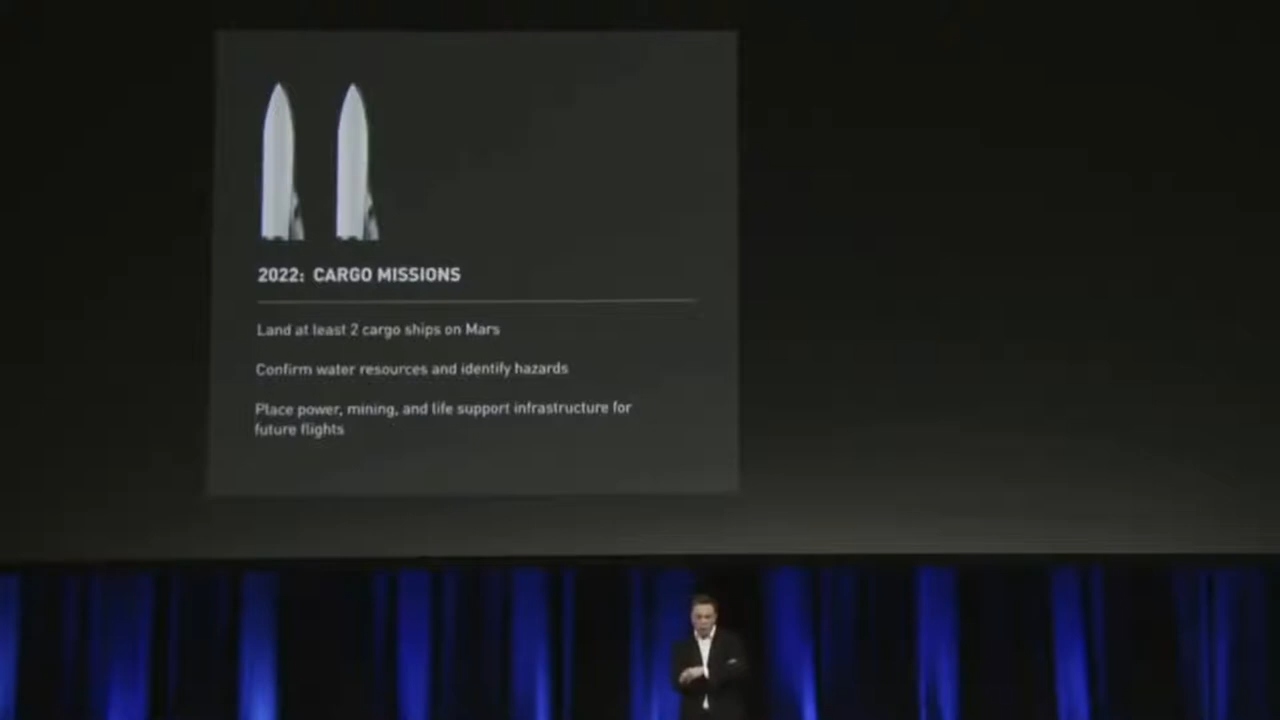 2022: CARGO MISSIONS
Land at least 2 cargo ships on Mars
Confirm water resources and identify hazards
Place power, mining, and life support infrastructure for
future flights